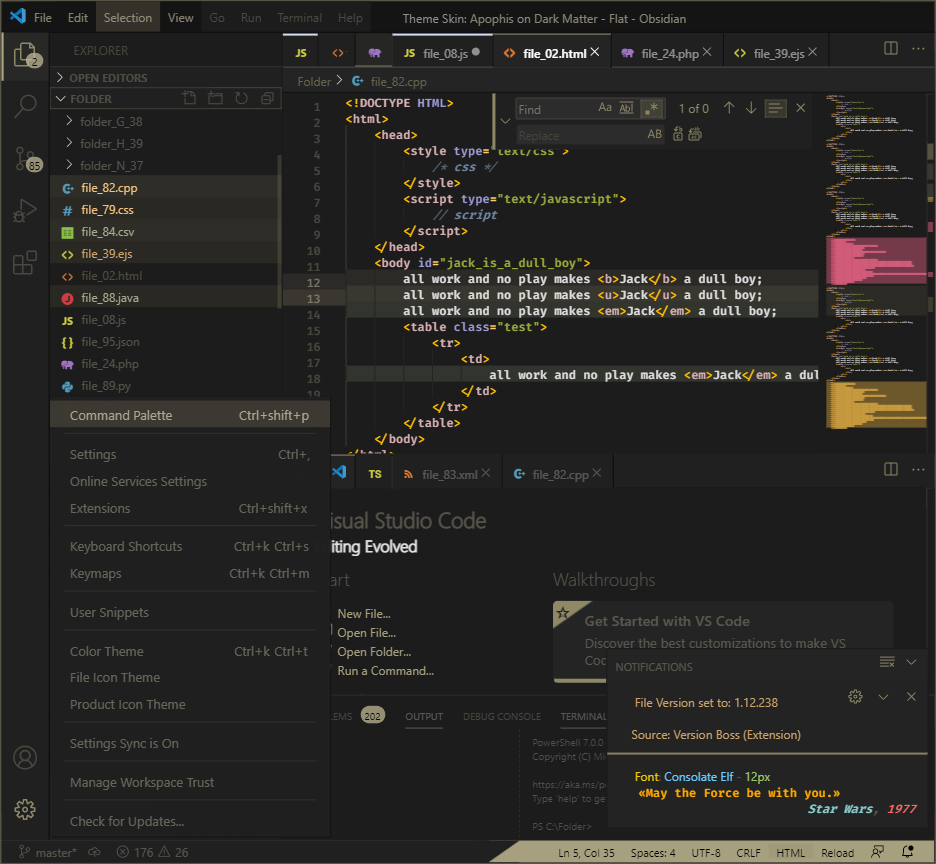 File Edit Selection View Go Run Terminal Help Theme Skin: Apophis on Dark Matter - Flat - Obsidian
EXPLORER
OPEN EDITORS
FOLDER
folder_G_38
folder_H_39
folder_N_37
file_82.cpp
file_79.css
file_84.csv
file_39.ejs
file_02.html
file_88.java
file_08.js
file_95.json
file_24.php
file_89.py
2
85
JS <> JS file_08.js <> file_02.html file_24.php <> file_39.ejs
Folder > file_82.cpp
Find Aa Ab .* 1 of 0
Replace AB
1 <!DOCTYPE HTML>
2 <html>
3 <head>
4 <style type="text/css">
5 /* css */
6 </style>
7 <script type="text/javascript">
8 // script
9 </script>
10 </head>
11 <body id="jack_is_a_dull_boy">
12 all work and no play makes <b>Jack</b> a dull boy;
13 all work and no play makes <u>Jack</u> a dull boy;
14 all work and no play makes <em>Jack</em> a dull boy;
15 <table class="test">
16 <tr>
17 <td>
18 all work and no play makes <em>Jack</em> a dul
19 </td>
</tr>
</table>
</body>
</html>
Command Palette Ctrl+shift+p
Settings Ctrl+,
Online Services Settings
Extensions Ctrl+shift+x
Keyboard Shortcuts Ctrl+k Ctrl+s
Keymaps Ctrl+k Ctrl+m
User Snippets
Color Theme Ctrl+k Ctrl+t
File Icon Theme
Product Icon Theme
Settings Sync is On
Manage Workspace Trust
Check for Updates...
TS file_83.xml file_82.cpp
isual Studio Code
iting Evolved
art
New File...
Open File...
Open Folder...
Run a Command...
Walkthroughs
Get Started with VS Code
Discover the best customizations to make VS
Coc
LEMS 202 OUTPUT DEBUG CONSOLE TERMINAL
PowerShell 7.0.0
Copyright (C) Mi
https://aka.ms/p
Type 'help' to ge
PS C:\Folder>
NOTIFICATIONS
File Version set to: 1.12.238
Source: Version Boss (Extension)
Font: Consolate Elf - 12px
«May the Force be with you.»
Star Wars, 1977
master* 176 26 Ln 5, Col 35 Spaces: 4 UTF-8 CRLF HTML Reload